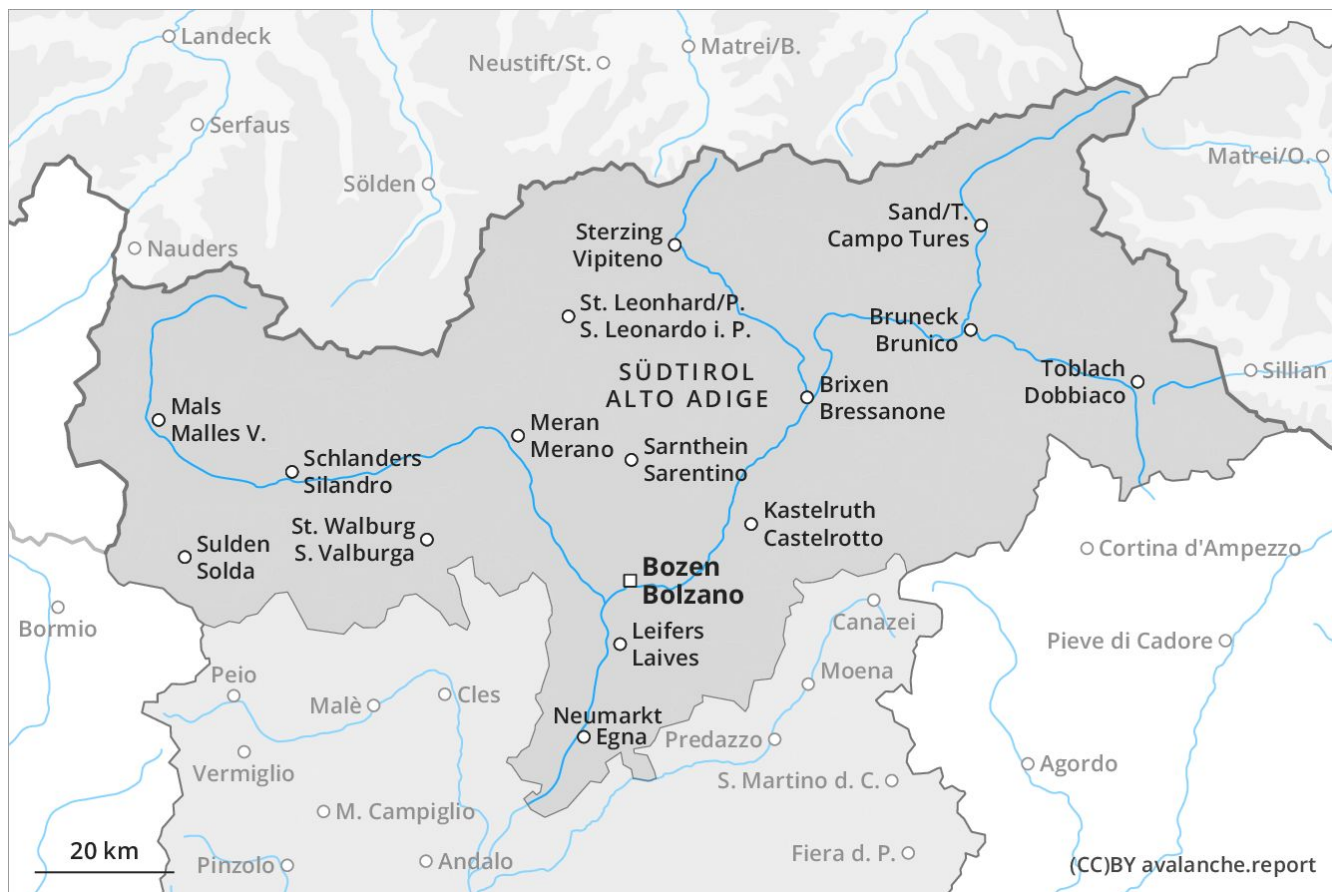 Landeck
Matrei/B.
Neustift/St.
Serfaus
Matrei/O.
Sölden
Sand/T.
Campo Tures
Sterzing
Vipiteno
Nauders
St. Leonhard/P.
S. Leonardo i. P.
Bruneck
Brunico
SÜDTIROL
ALTO ADIGE
Toblach
Dobbiaco
Sillian
Brixen
Bressanone
Mals
Malles V.
Meran
Merano
Sarnthein
Sarentino
Schlanders
Silandro
Kastelruth
Castelrotto
St. Walburg
S. Valburga
Sulden
Solda
Cortina d'Ampezzo
Bozen
Bolzano
Bormio
Canazei
Leifers
Laives
Pieve di Cadore
Peio
Moena
Malè
Cles
Neumarkt
Egna
Predazzo
Vermiglio
Agordo
S. Martino d. C.
M. Campiglio
20 km
Pinzolo
Andalo
Fiera d. P.
(CC)BY avalanche.report